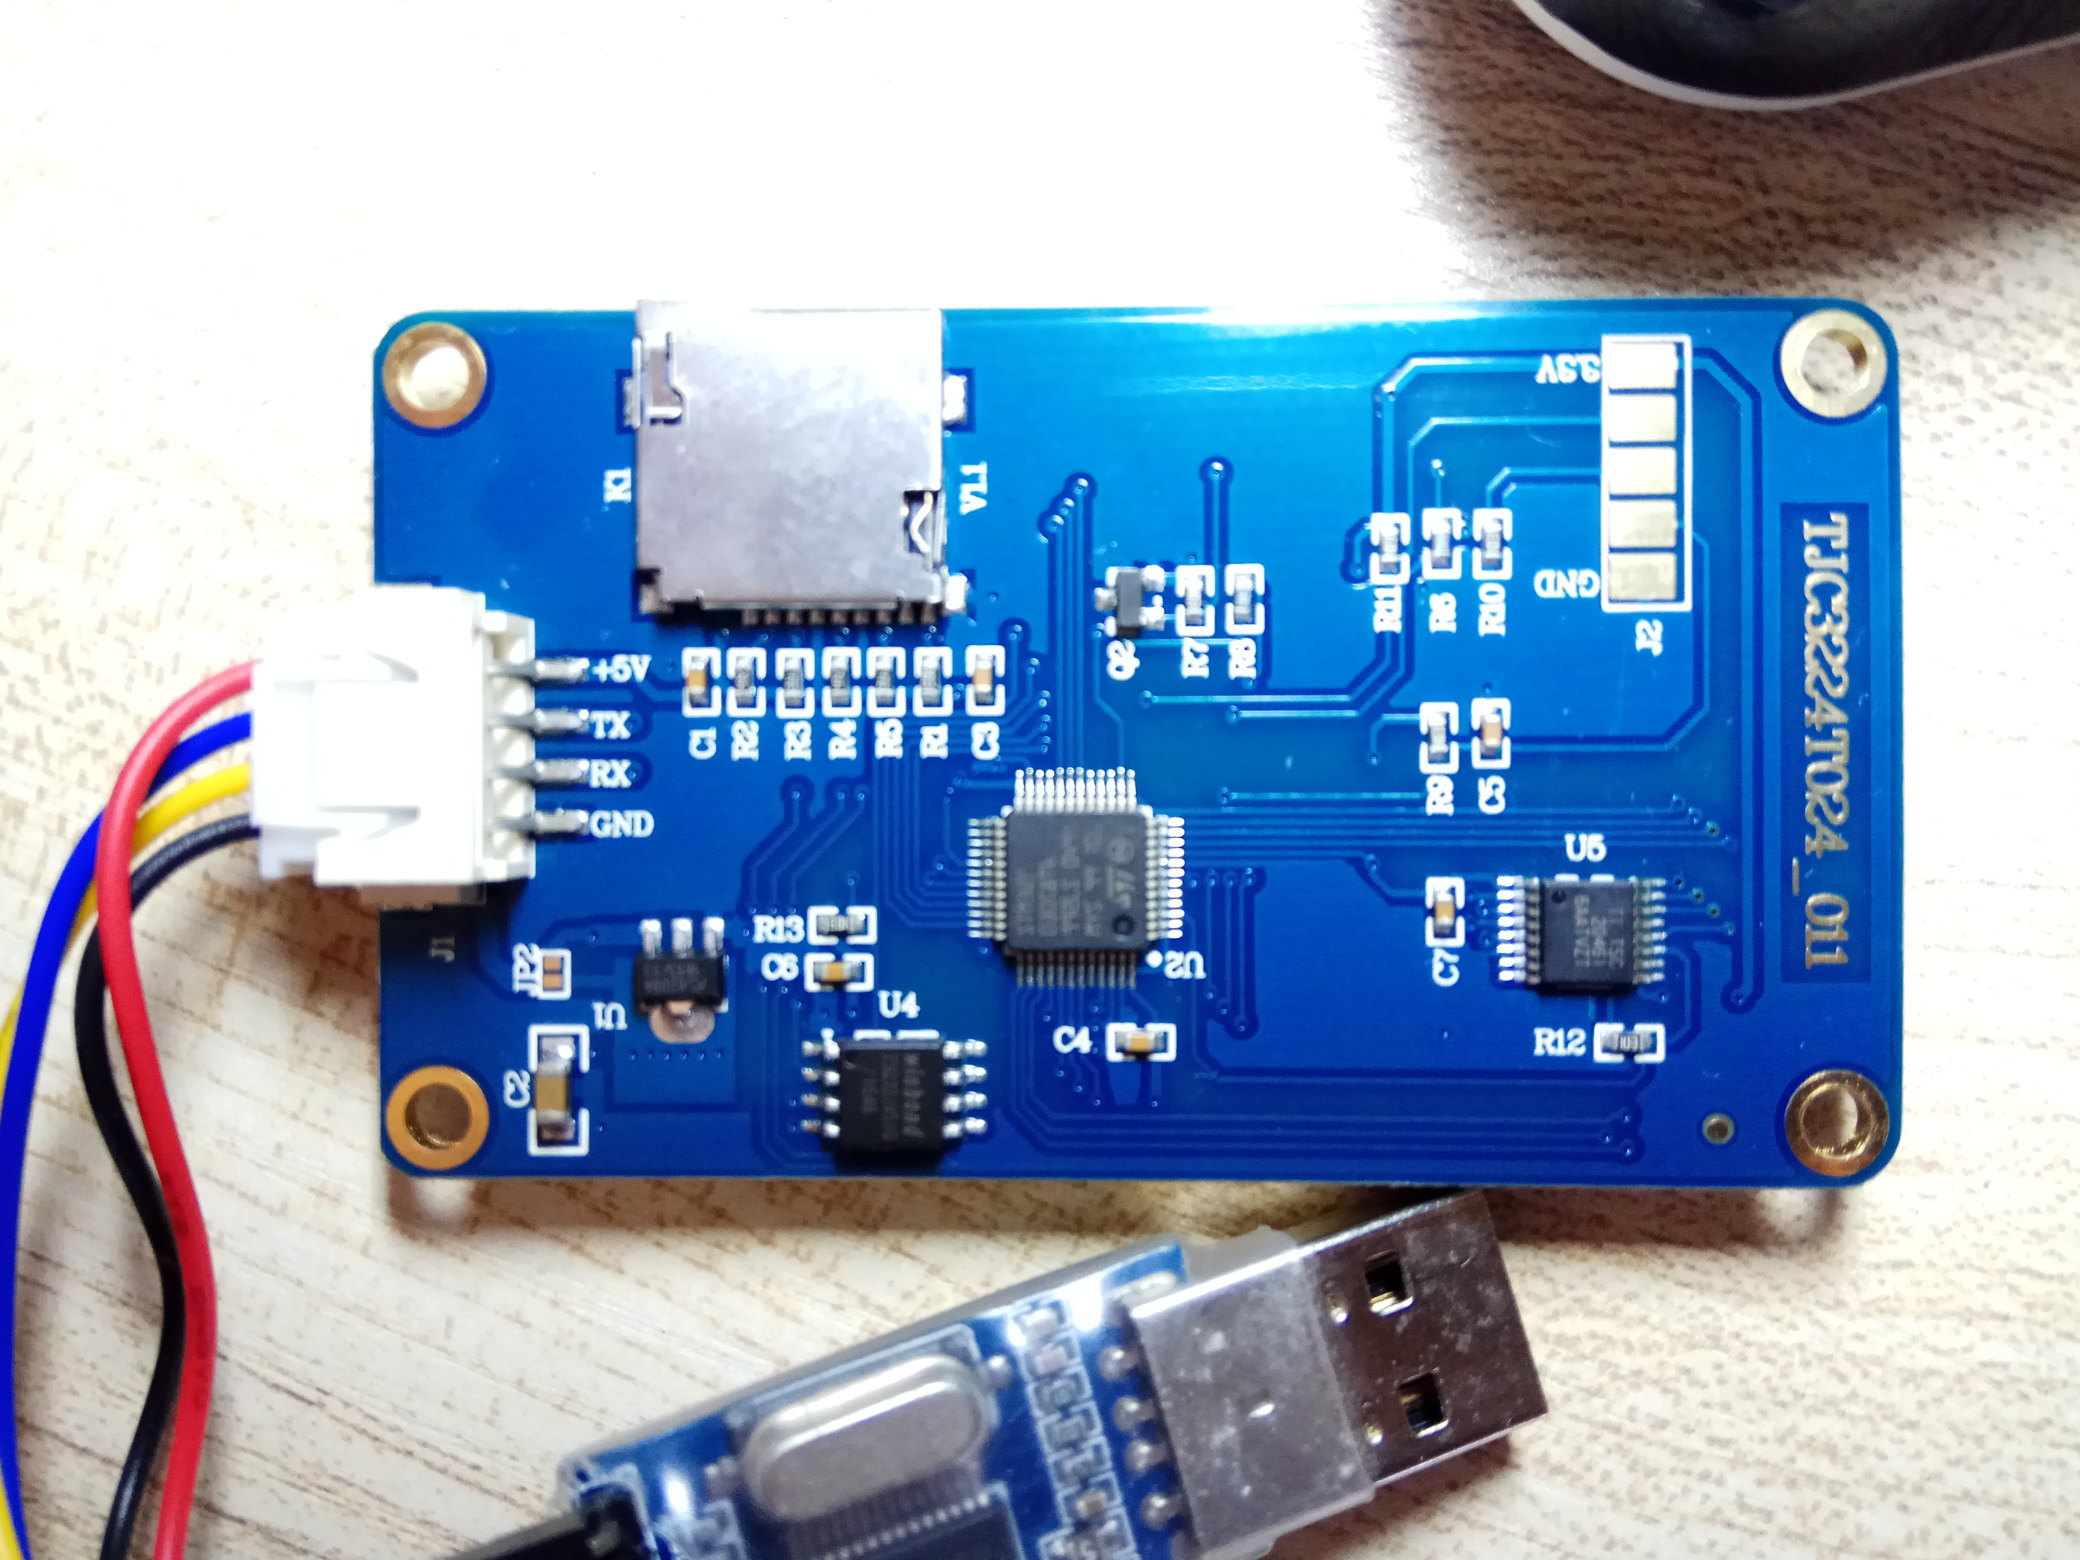 K1
VL1
3.3V
GND
J2
TJC3224T024_011
+5V
TX
RX
GND
J1
C1
R2
R3
R4
R5
R1
C3
Q2
R7
R8
R11
R6
R10
R9
C5
U5
C7
R12
R13
C6
U4
winbond
U1
JP2
C2
U2
C4